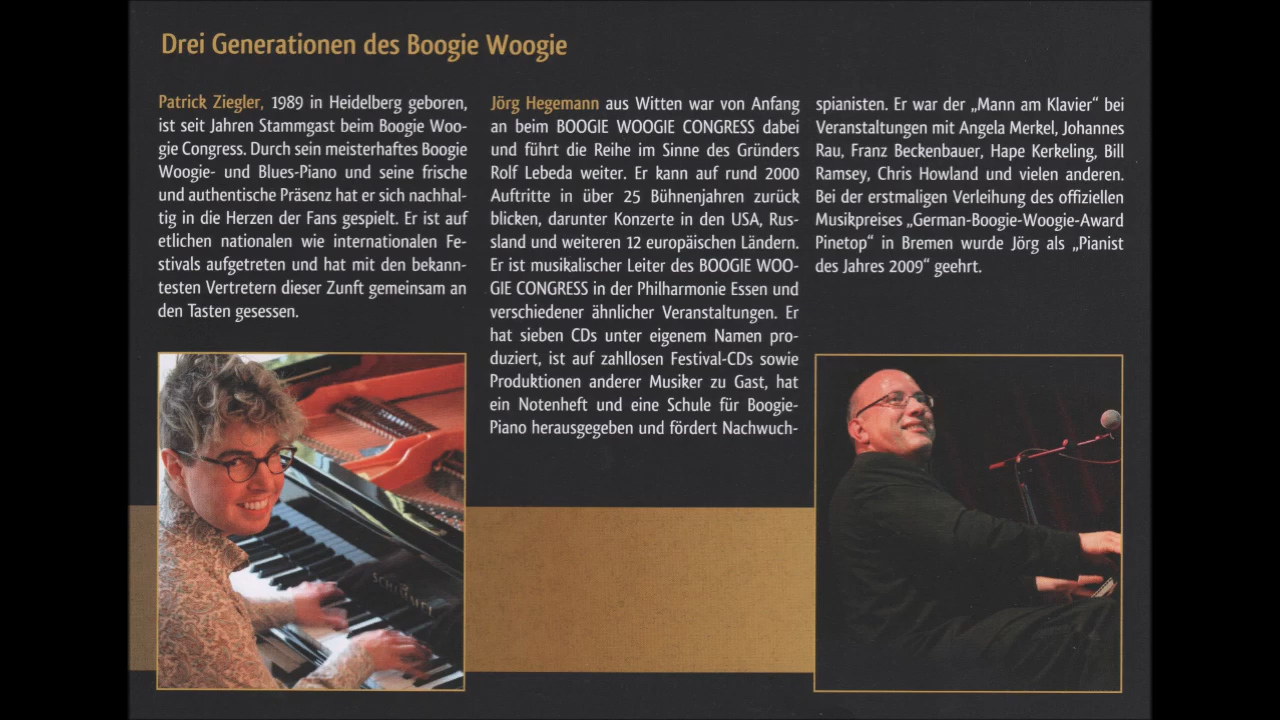 Drei Generationen des Boogie Woogie
Patrick Ziegler, 1989 in Heidelberg geboren,
ist seit Jahren Stammgast beim Boogie Woo-
gie Congress. Durch sein meisterhaftes Boogie
Woogie- und Blues-Piano und seine frische
und authentische Präsenz hat er sich nachhal-
tig in die Herzen der Fans gespielt. Er ist auf
etlichen nationalen wie internationalen Fe-
stivals aufgetreten und hat mit den bekann-
testen Vertretern dieser Zunft gemeinsam an
den Tasten gesessen.
Jörg Hegemann aus Witten war von Anfang
an beim BOOGIE WOOGIE CONGRESS dabei
und führt die Reihe im Sinne des Gründers
Rolf Lebeda weiter. Er kann auf rund 2000
Auftritte in über 25 Bühnenjahren zurück
blicken, darunter Konzerte in den USA, Rus-
sland und weiteren 12 europäischen Ländern.
Er ist musikalischer Leiter des BOOGIE WOO-
GIE CONGRESS in der Philharmonie Essen und
verschiedener ähnlicher Veranstaltungen. Er
hat sieben CDs unter eigenem Namen pro-
duziert, ist auf zahllosen Festival-CDs sowie
Produktionen anderer Musiker zu Gast, hat
ein Notenheft und eine Schule für Boogie-
Piano herausgegeben und fördert Nachwuch-
spianisten. Er war der „Mann am Klavier“ bei
Veranstaltungen mit Angela Merkel, Johannes
Rau, Franz Beckenbauer, Hape Kerkeling, Bill
Ramsey, Chris Howland und vielen anderen.
Bei der erstmaligen Verleihung des offiziellen
Musikpreises „German-Boogie-Woogie-Award
Pinetop“ in Bremen wurde Jörg als „Pianist
des Jahres 2009“ geehrt.
SCHIMMEL